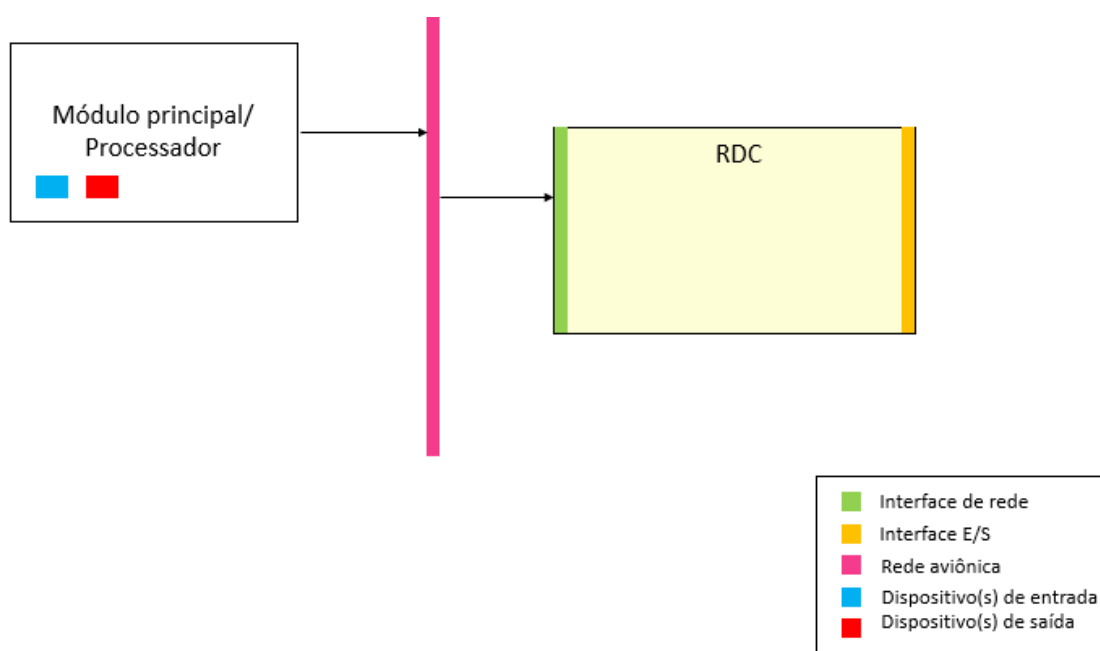 Módulo principal/
Processador
RDC
Interface de rede
Interface E/S
Rede aviônica
Dispositivo(s) de entrada
Dispositivo(s) de saída